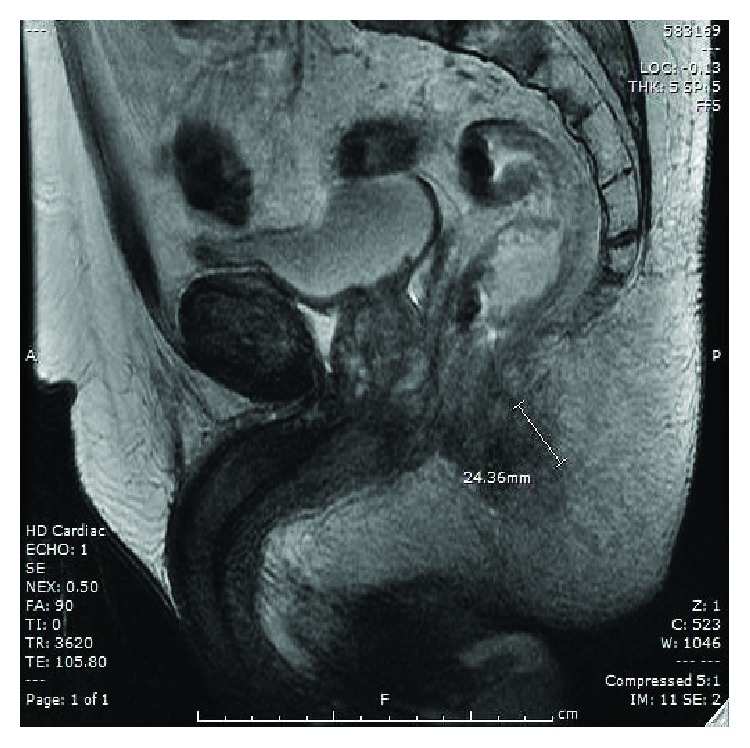 ---
583169
---
LOC: -0.13
THK: 5 SP: 5
FFS
A
P
24.36mm
HD Cardiac
ECHO: 1
SE
NEX: 0.50
FA: 90
TI: 0
TR: 3620
TE: 105.80
---
Page: 1 of 1
Z: 1
C: 523
W: 1046
--- ---
Compressed 5:1
IM: 11 SE: 2
F
cm